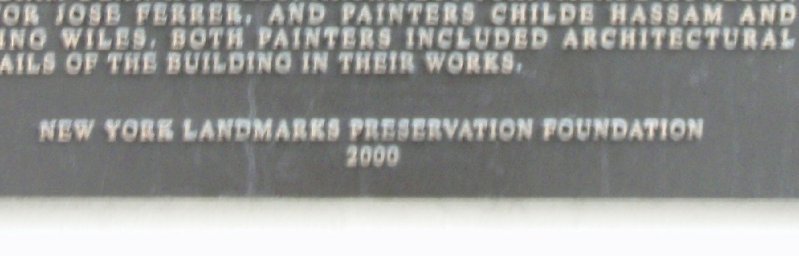 OR JOSE FERRER, AND PAINTERS CHILDE HASSAM AND
ING WILES. BOTH PAINTERS INCLUDED ARCHITECTURAL
AILS OF THE BUILDING IN THEIR WORKS.
NEW YORK LANDMARKS PRESERVATION FOUNDATION
2000